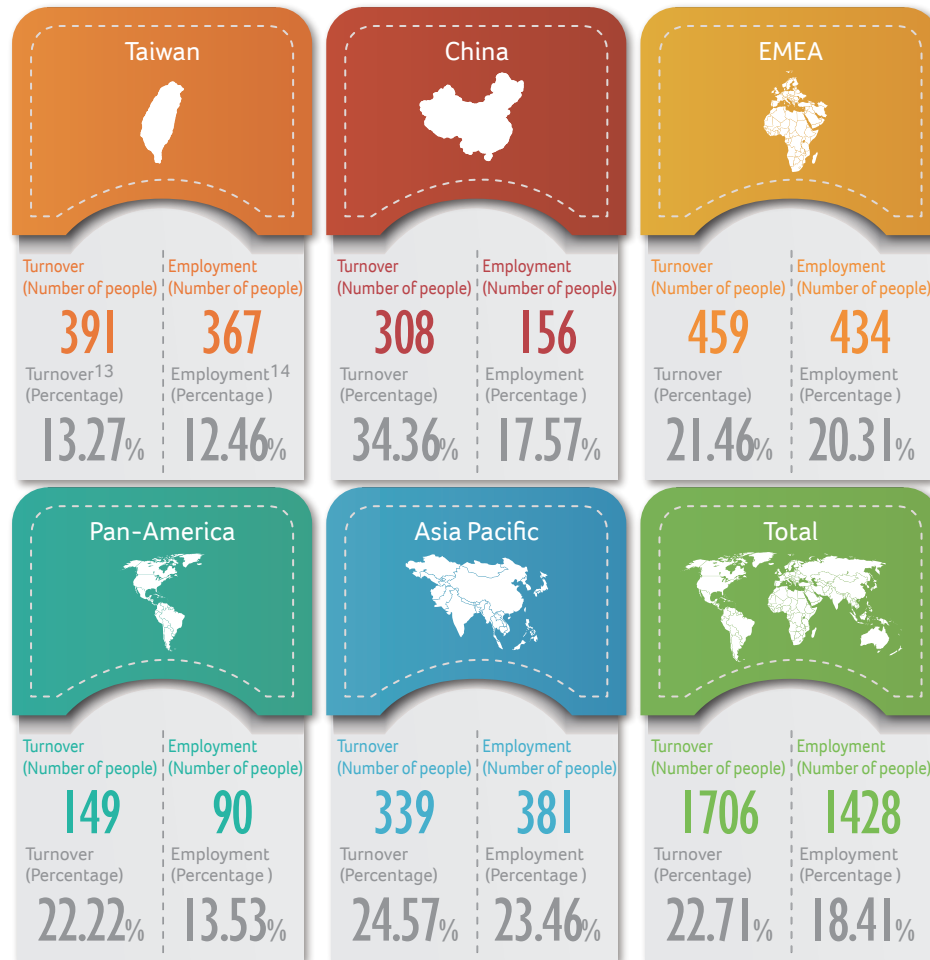 Taiwan
Turnover
(Number of people)
391
Employment
(Number of people)
367
Turnover13
(Percentage)
13.27%
Employment14
(Percentage )
12.46%
China
Turnover
(Number of people)
308
Employment
(Number of people)
156
Turnover
(Percentage)
34.36%
Employment
(Percentage )
17.57%
EMEA
Turnover
(Number of people)
459
Employment
(Number of people)
434
Turnover
(Percentage)
21.46%
Employment
(Percentage )
20.31%
Pan-America
Turnover
(Number of people)
149
Employment
(Number of people)
90
Turnover
(Percentage)
22.22%
Employment
(Percentage )
13.53%
Asia Pacific
Turnover
(Number of people)
339
Employment
(Number of people)
381
Turnover
(Percentage)
24.57%
Employment
(Percentage )
23.46%
Total
Turnover
(Number of people)
1706
Employment
(Number of people)
1428
Turnover
(Percentage)
22.71%
Employment
(Percentage )
18.41%